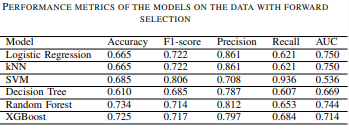 PERFORMANCE METRICS OF THE MODELS ON THE DATA WITH FORWARD
SELECTION
Model Accuracy F1-score Precision Recall AUC
Logistic Regression 0.665 0.722 0.861 0.621 0.750
kNN 0.665 0.722 0.861 0.621 0.750
SVM 0.685 0.806 0.708 0.936 0.536
Decision Tree 0.610 0.685 0.787 0.607 0.669
Random Forest 0.734 0.714 0.812 0.653 0.744
XGBoost 0.725 0.717 0.797 0.684 0.714